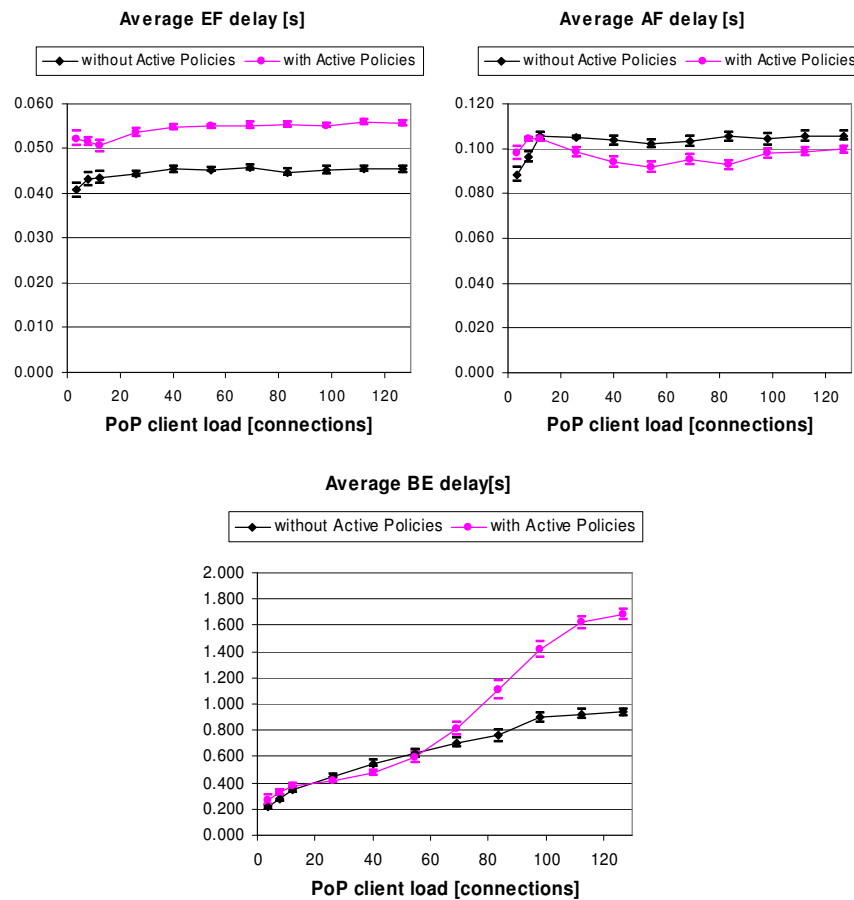 Average EF delay [s]
without Active Policies with Active Policies
0.060
0.050
0.040
0.030
0.020
0.010
0.000
0 20 40 60 80 100 120
PoP client load [connections]
Average AF delay [s]
without Active Policies with Active Policies
0.120
0.100
0.080
0.060
0.040
0.020
0.000
0 20 40 60 80 100 120
PoP client load [connections]
Average BE delay[s]
without Active Policies with Active Policies
2.000
1.800
1.600
1.400
1.200
1.000
0.800
0.600
0.400
0.200
0.000
0 20 40 60 80 100 120
PoP client load [connections]